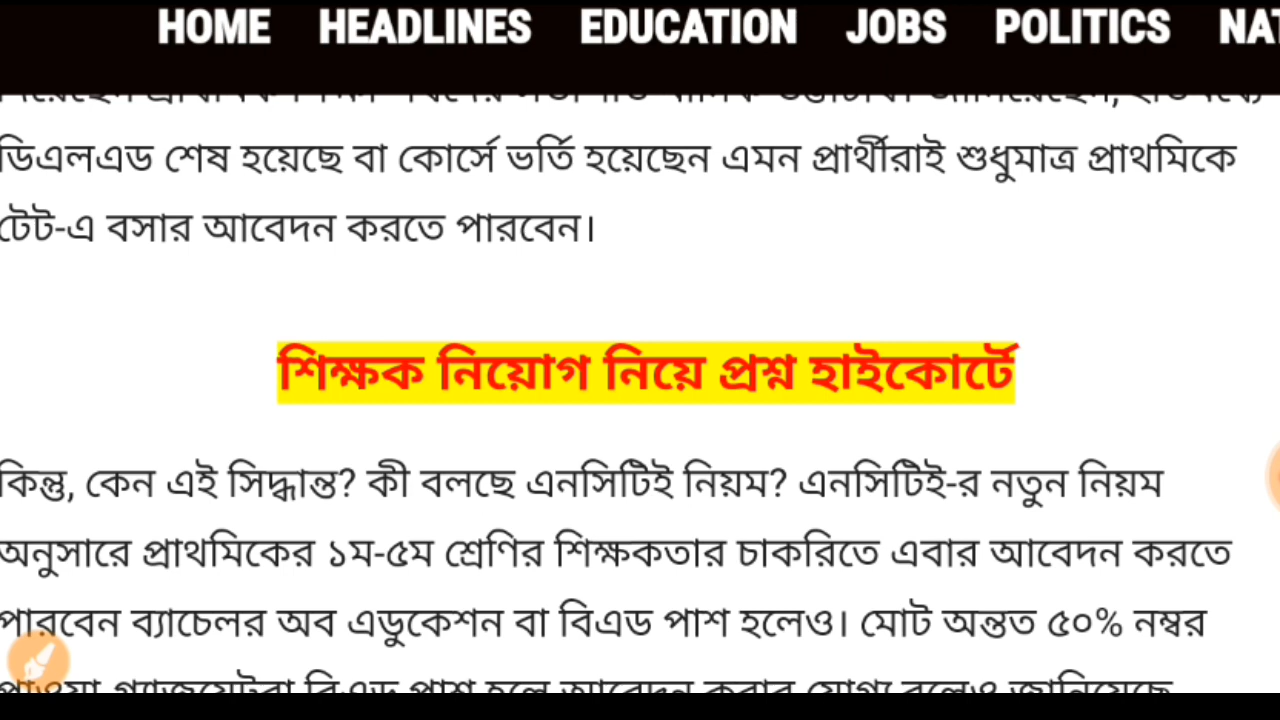 HOME HEADLINES EDUCATION JOBS POLITICS
ডিএলএড শেষ হয়েছে বা কোর্সে ভর্তি হয়েছেন এমন প্রার্থীরাই শুধুমাত্র প্রাথমিকে
টেট-এ বসার আবেদন করতে পারবেন।
শিক্ষক নিয়োগ নিয়ে প্রশ্ন হাইকোর্টে
কিন্তু, কেন এই সিদ্ধান্ত? কী বলছে এনসিটিই নিয়ম? এনসিটিই-র নতুন নিয়ম
অনুসারে প্রাথমিকের ১ম-৫ম শ্রেণির শিক্ষকতার চাকরিতে এবার আবেদন করতে
পারবেন ব্যাচেলর অব এডুকেশন বা বিএড পাশ হলেও। মোট অন্তত ৫০% নম্বর